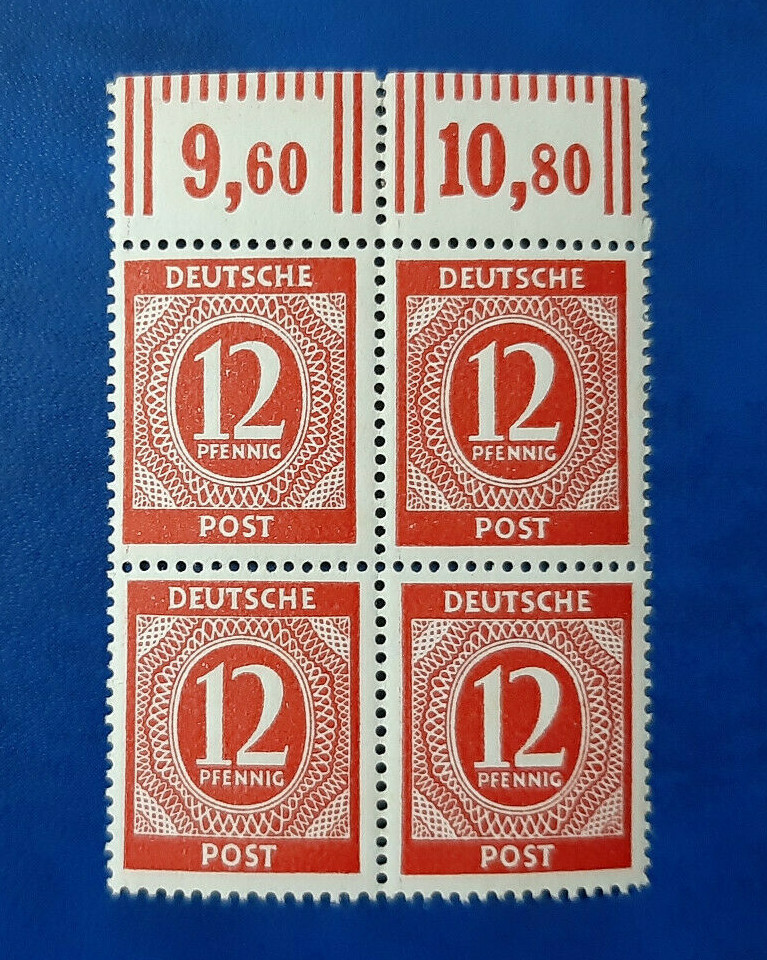 9,60 10,80
DEUTSCHE DEUTSCHE
12 12
PFENNIG PFENNIG
POST POST
DEUTSCHE DEUTSCHE
12 12
PFENNIG PFENNIG
POST POST